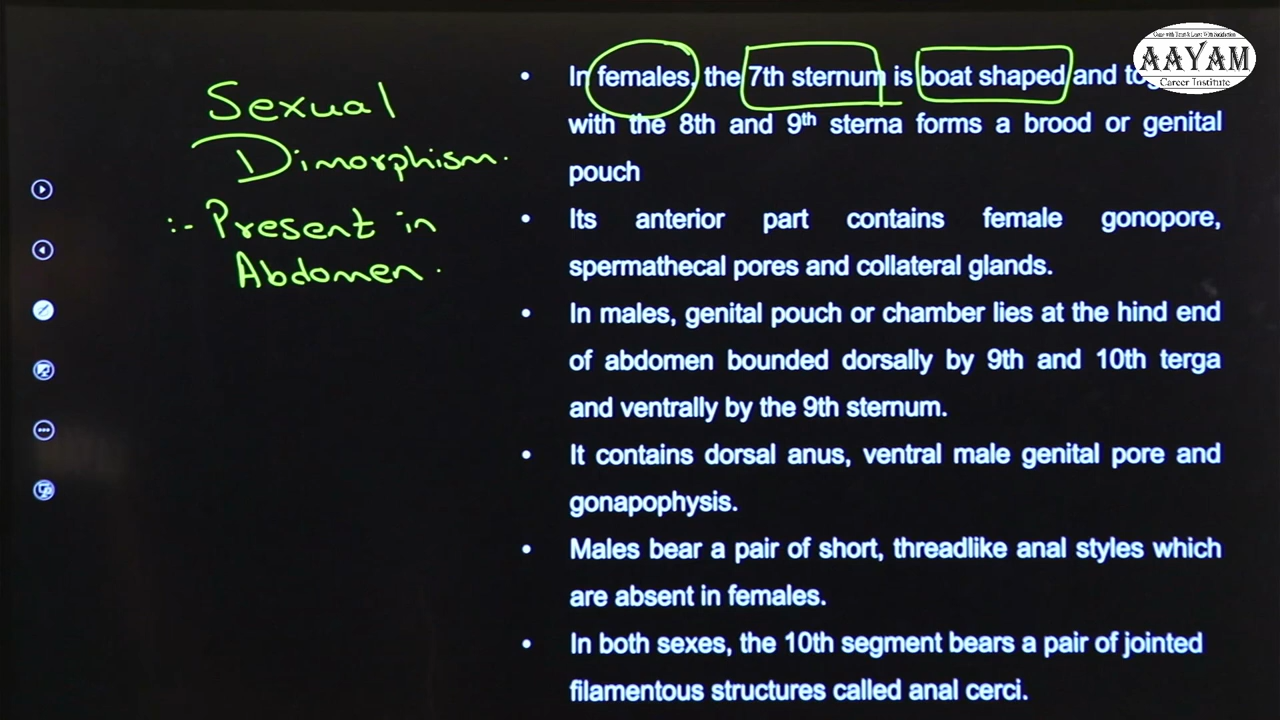 Sexual
Dimorphism.
:- Present in
Abdomen.
AAYAM
Career Institute
• In females, the 7th sternum is boat shaped and
with the 8th and 9th sterna forms a brood or genital
pouch
• Its anterior part contains female gonopore,
spermathecal pores and collateral glands.
• In males, genital pouch or chamber lies at the hind end
of abdomen bounded dorsally by 9th and 10th terga
and ventrally by the 9th sternum.
• It contains dorsal anus, ventral male genital pore and
gonapophysis.
• Males bear a pair of short, threadlike anal styles which
are absent in females.
• In both sexes, the 10th segment bears a pair of jointed
filamentous structures called anal cerci.